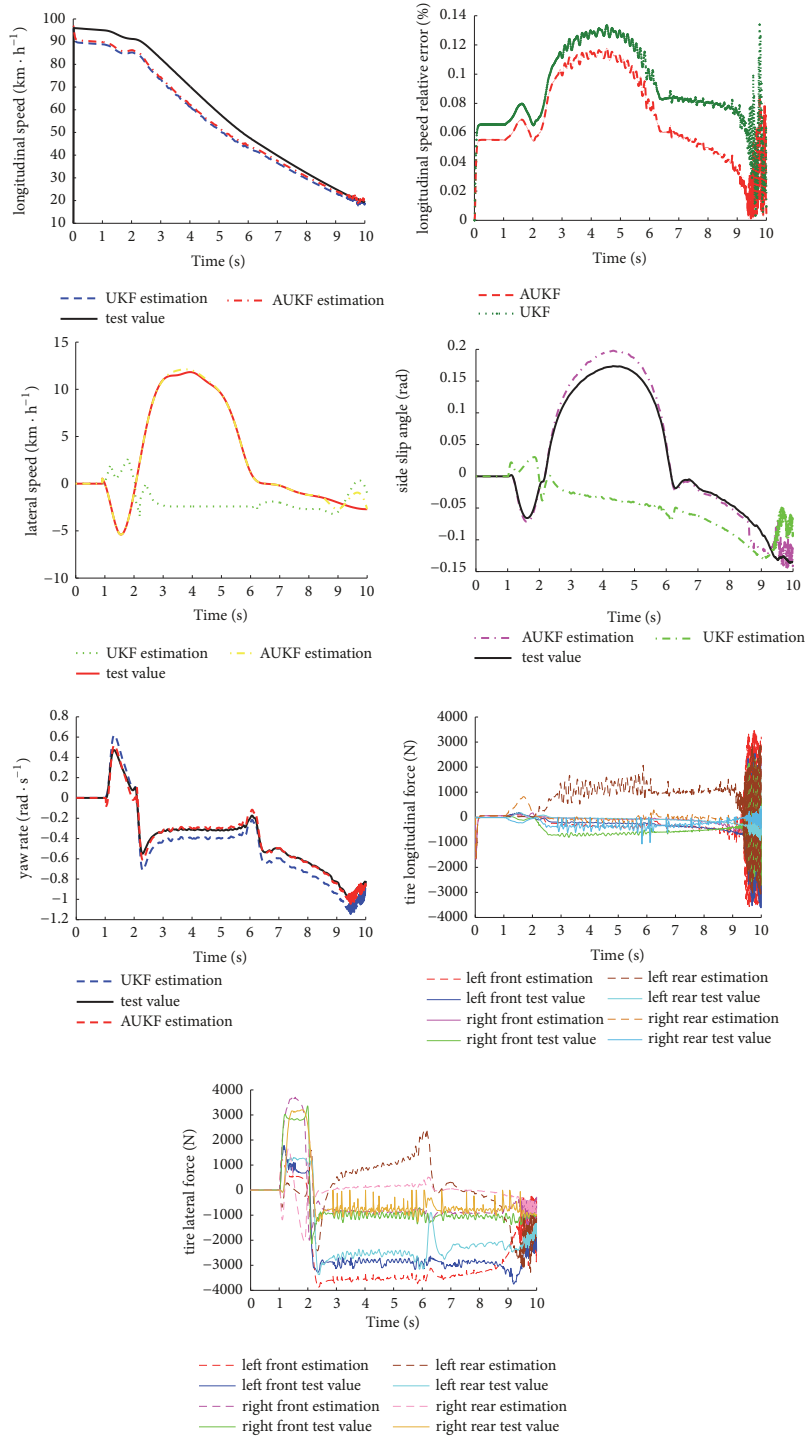 longitudinal speed (km · h⁻¹)
100
90
80
70
60
50
40
30
20
10
0 1 2 3 4 5 6 7 8 9 10
Time (s)
UKF estimation
AUKF estimation
test value
longitudinal speed relative error (%)
0.16
0.14
0.12
0.1
0.08
0.06
0.04
0.02
0
0 1 2 3 4 5 6 7 8 9 10
Time (s)
AUKF
UKF
lateral speed (km · h⁻¹)
15
10
5
0
−5
−10
0 1 2 3 4 5 6 7 8 9 10
Time (s)
UKF estimation
AUKF estimation
test value
side slip angle (rad)
0.2
0.15
0.1
0.05
0
−0.05
−0.1
−0.15
0 1 2 3 4 5 6 7 8 9 10
Time (s)
AUKF estimation
UKF estimation
test value
yaw rate (rad · s⁻¹)
0.8
0.6
0.4
0.2
0
−0.2
−0.4
−0.6
−0.8
−1
−1.2
0 1 2 3 4 5 6 7 8 9 10
Time (s)
UKF estimation
test value
AUKF estimation
tire longitudinal force (N)
4000
3000
2000
1000
0
−1000
−2000
−3000
−4000
0 1 2 3 4 5 6 7 8 9 10
Time (s)
left front estimation
left rear estimation
left front test value
left rear test value
right front estimation
right rear estimation
right front test value
right rear test value
tire lateral force (N)
4000
3000
2000
1000
0
−1000
−2000
−3000
−4000
0 1 2 3 4 5 6 7 8 9 10
Time (s)
left front estimation
left rear estimation
left front test value
left rear test value
right front estimation
right rear estimation
right front test value
right rear test value